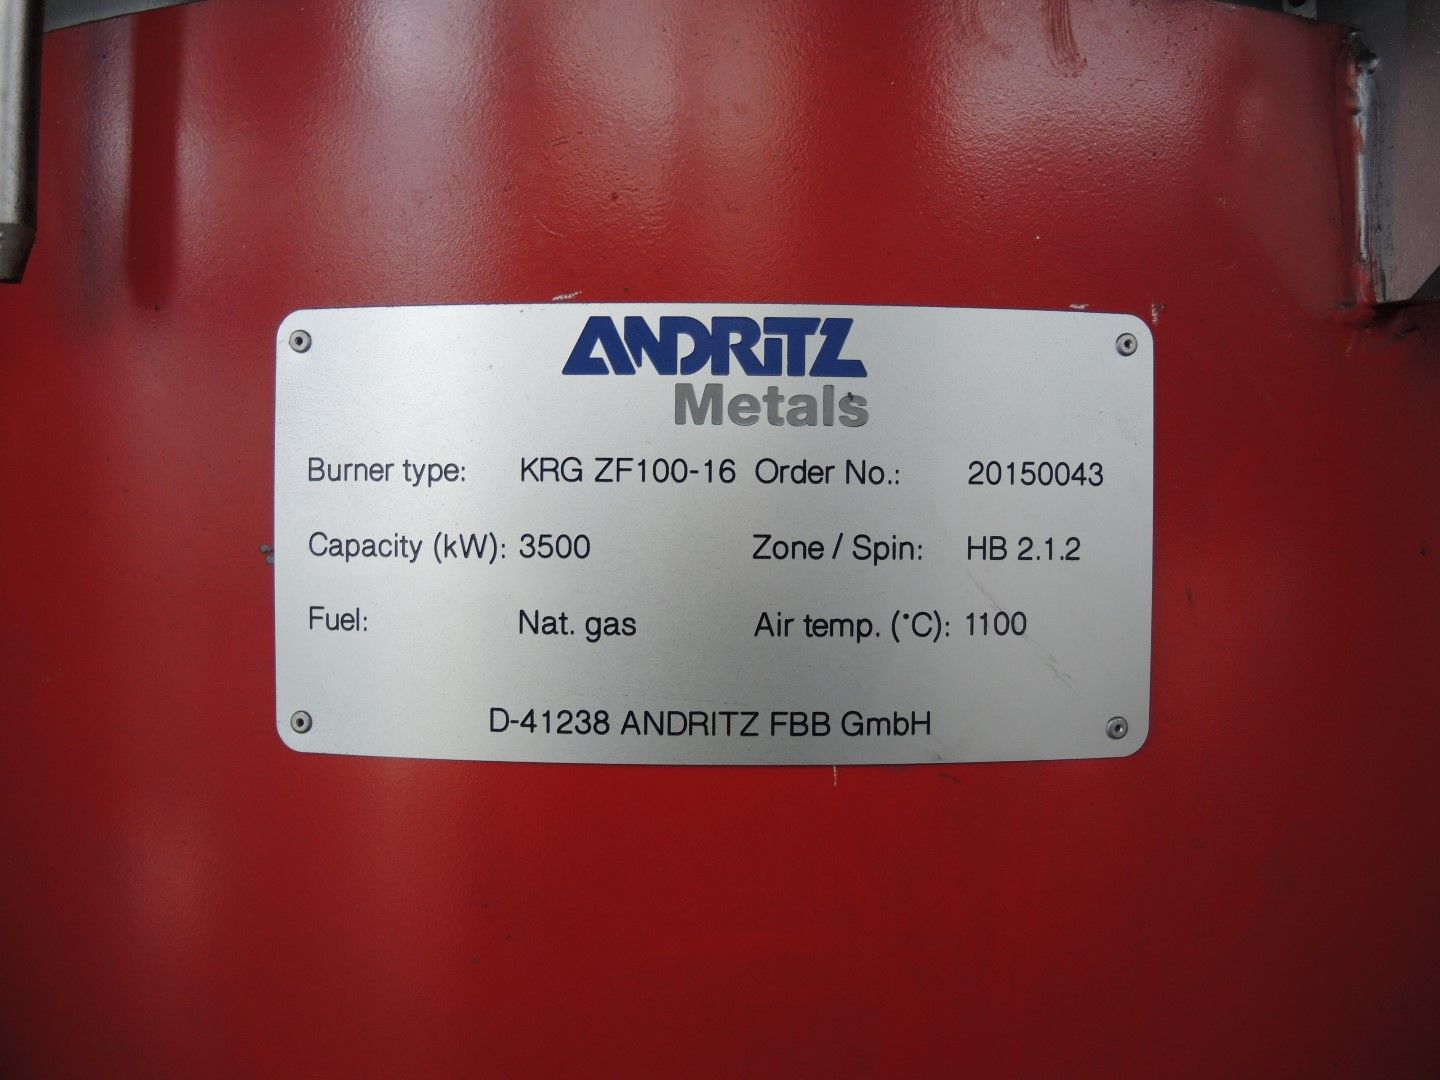 ANDRITZ
Metals
Burner type: KRG ZF100-16 Order No.: 20150043
Capacity (kW): 3500 Zone / Spin: HB 2.1.2
Fuel: Nat. gas Air temp. (°C): 1100
D-41238 ANDRITZ FBB GmbH